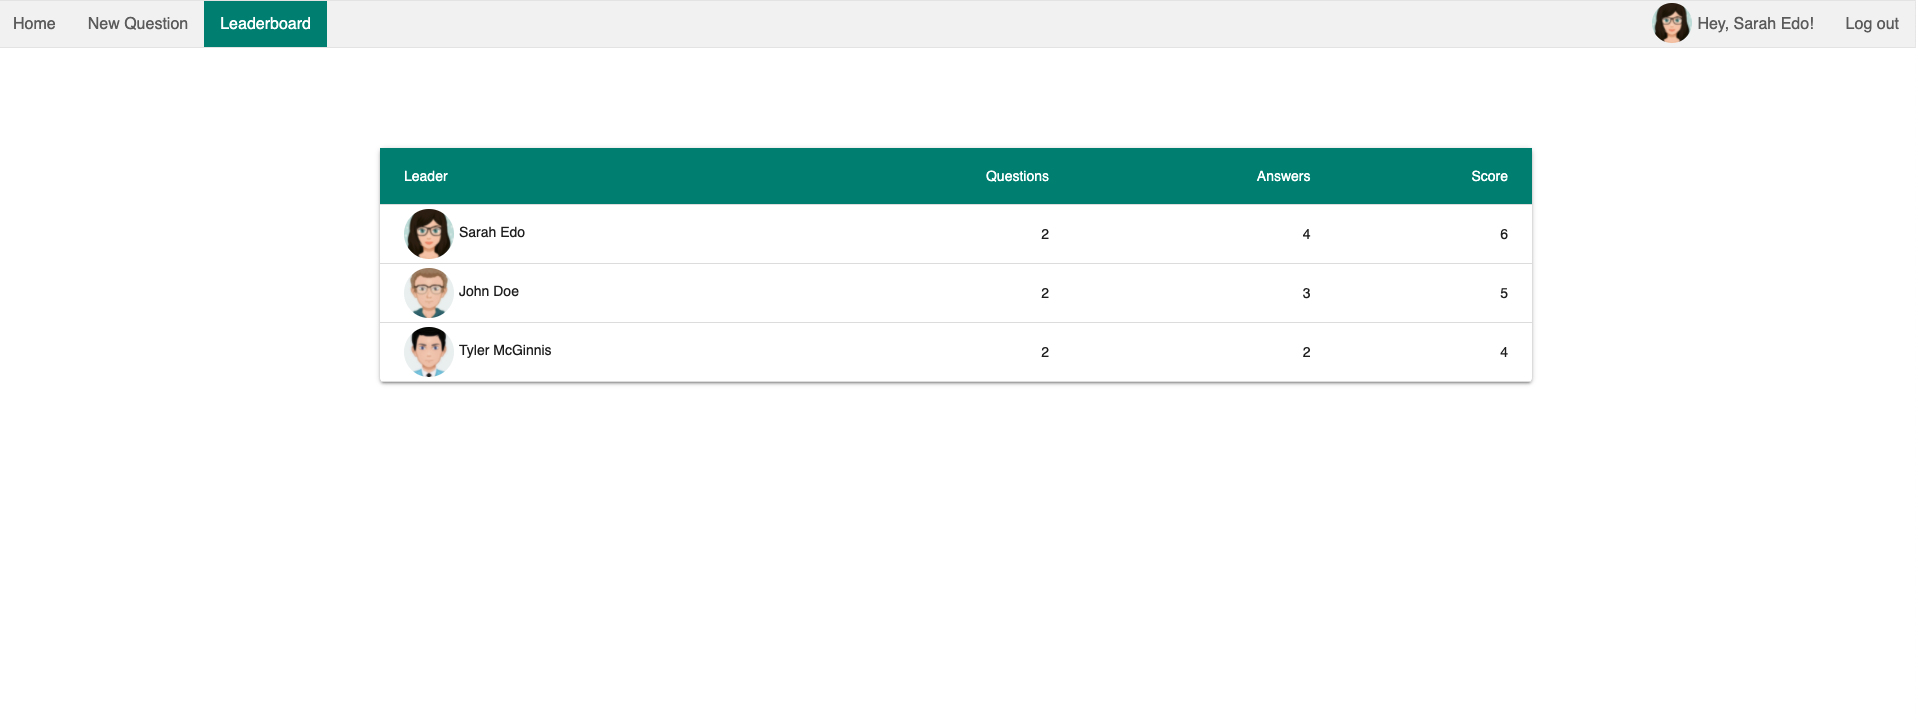 Home New Question Leaderboard Hey, Sarah Edo! Log out
Leader Questions Answers Score
Sarah Edo 2 4 6
John Doe 2 3 5
Tyler McGinnis 2 2 4